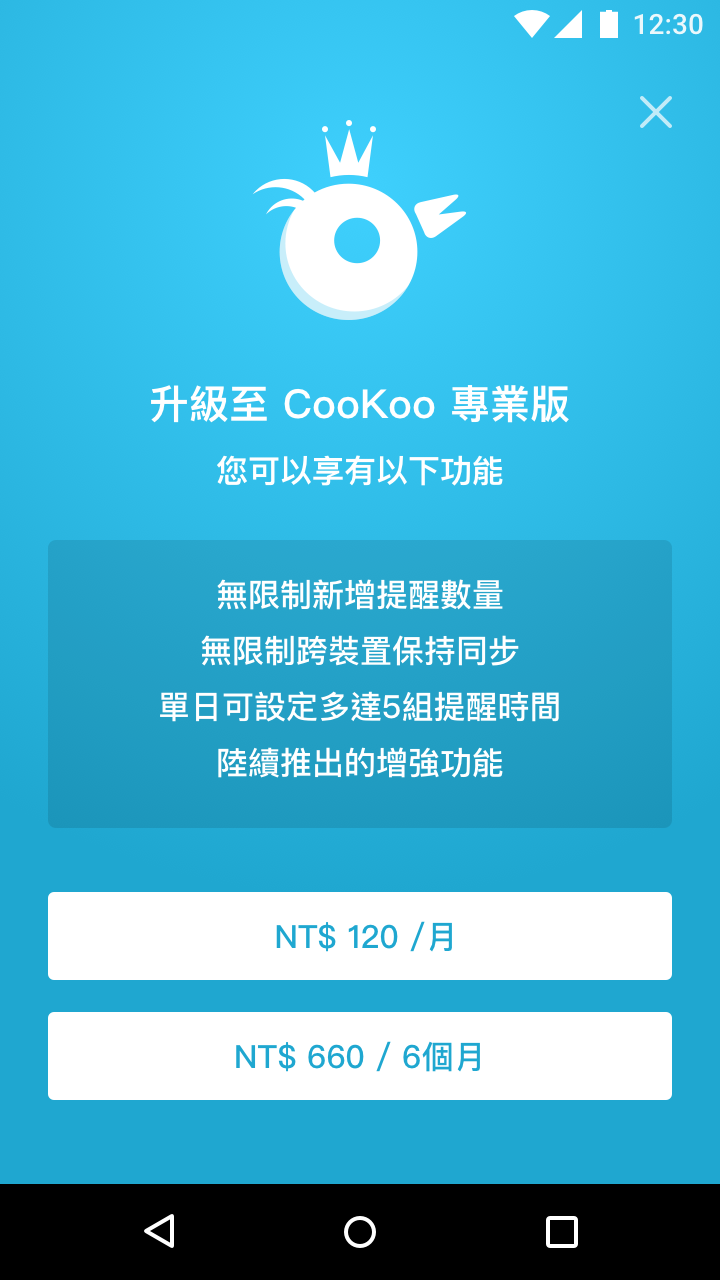 12:30
升級至 CooKoo 專業版
您可以享有以下功能
無限制新增提醒數量
無限制跨裝置保持同步
單日可設定多達5組提醒時間
陸續推出的增強功能
NT$ 120 /月
NT$ 660 / 6個月